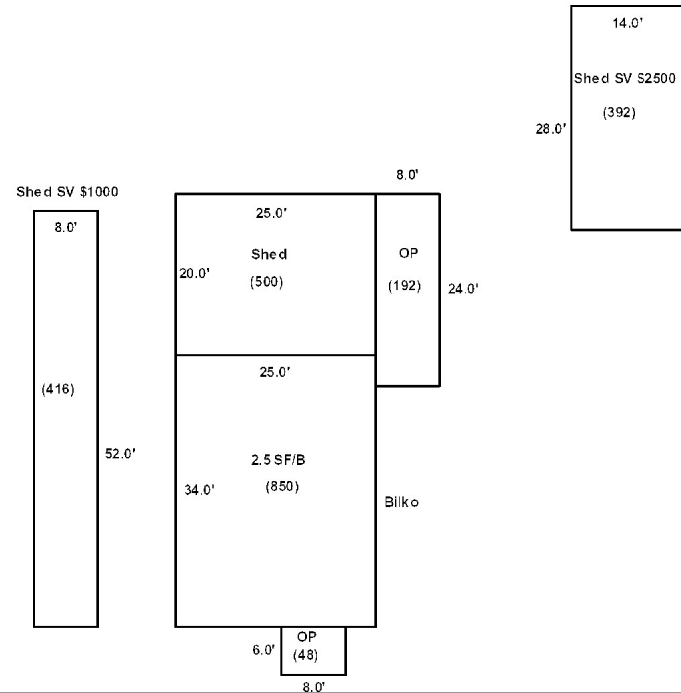 14.0'
Shed SV S2500
(392)
28.0'
8.0'
Shed SV $1000
8.0'
25.0'
Shed
(500)
20.0'
OP
(192)
24.0'
25.0'
(416)
52.0'
2.5 SF/B
(850)
34.0'
Bilko
OP
(48)
6.0'
8.0'